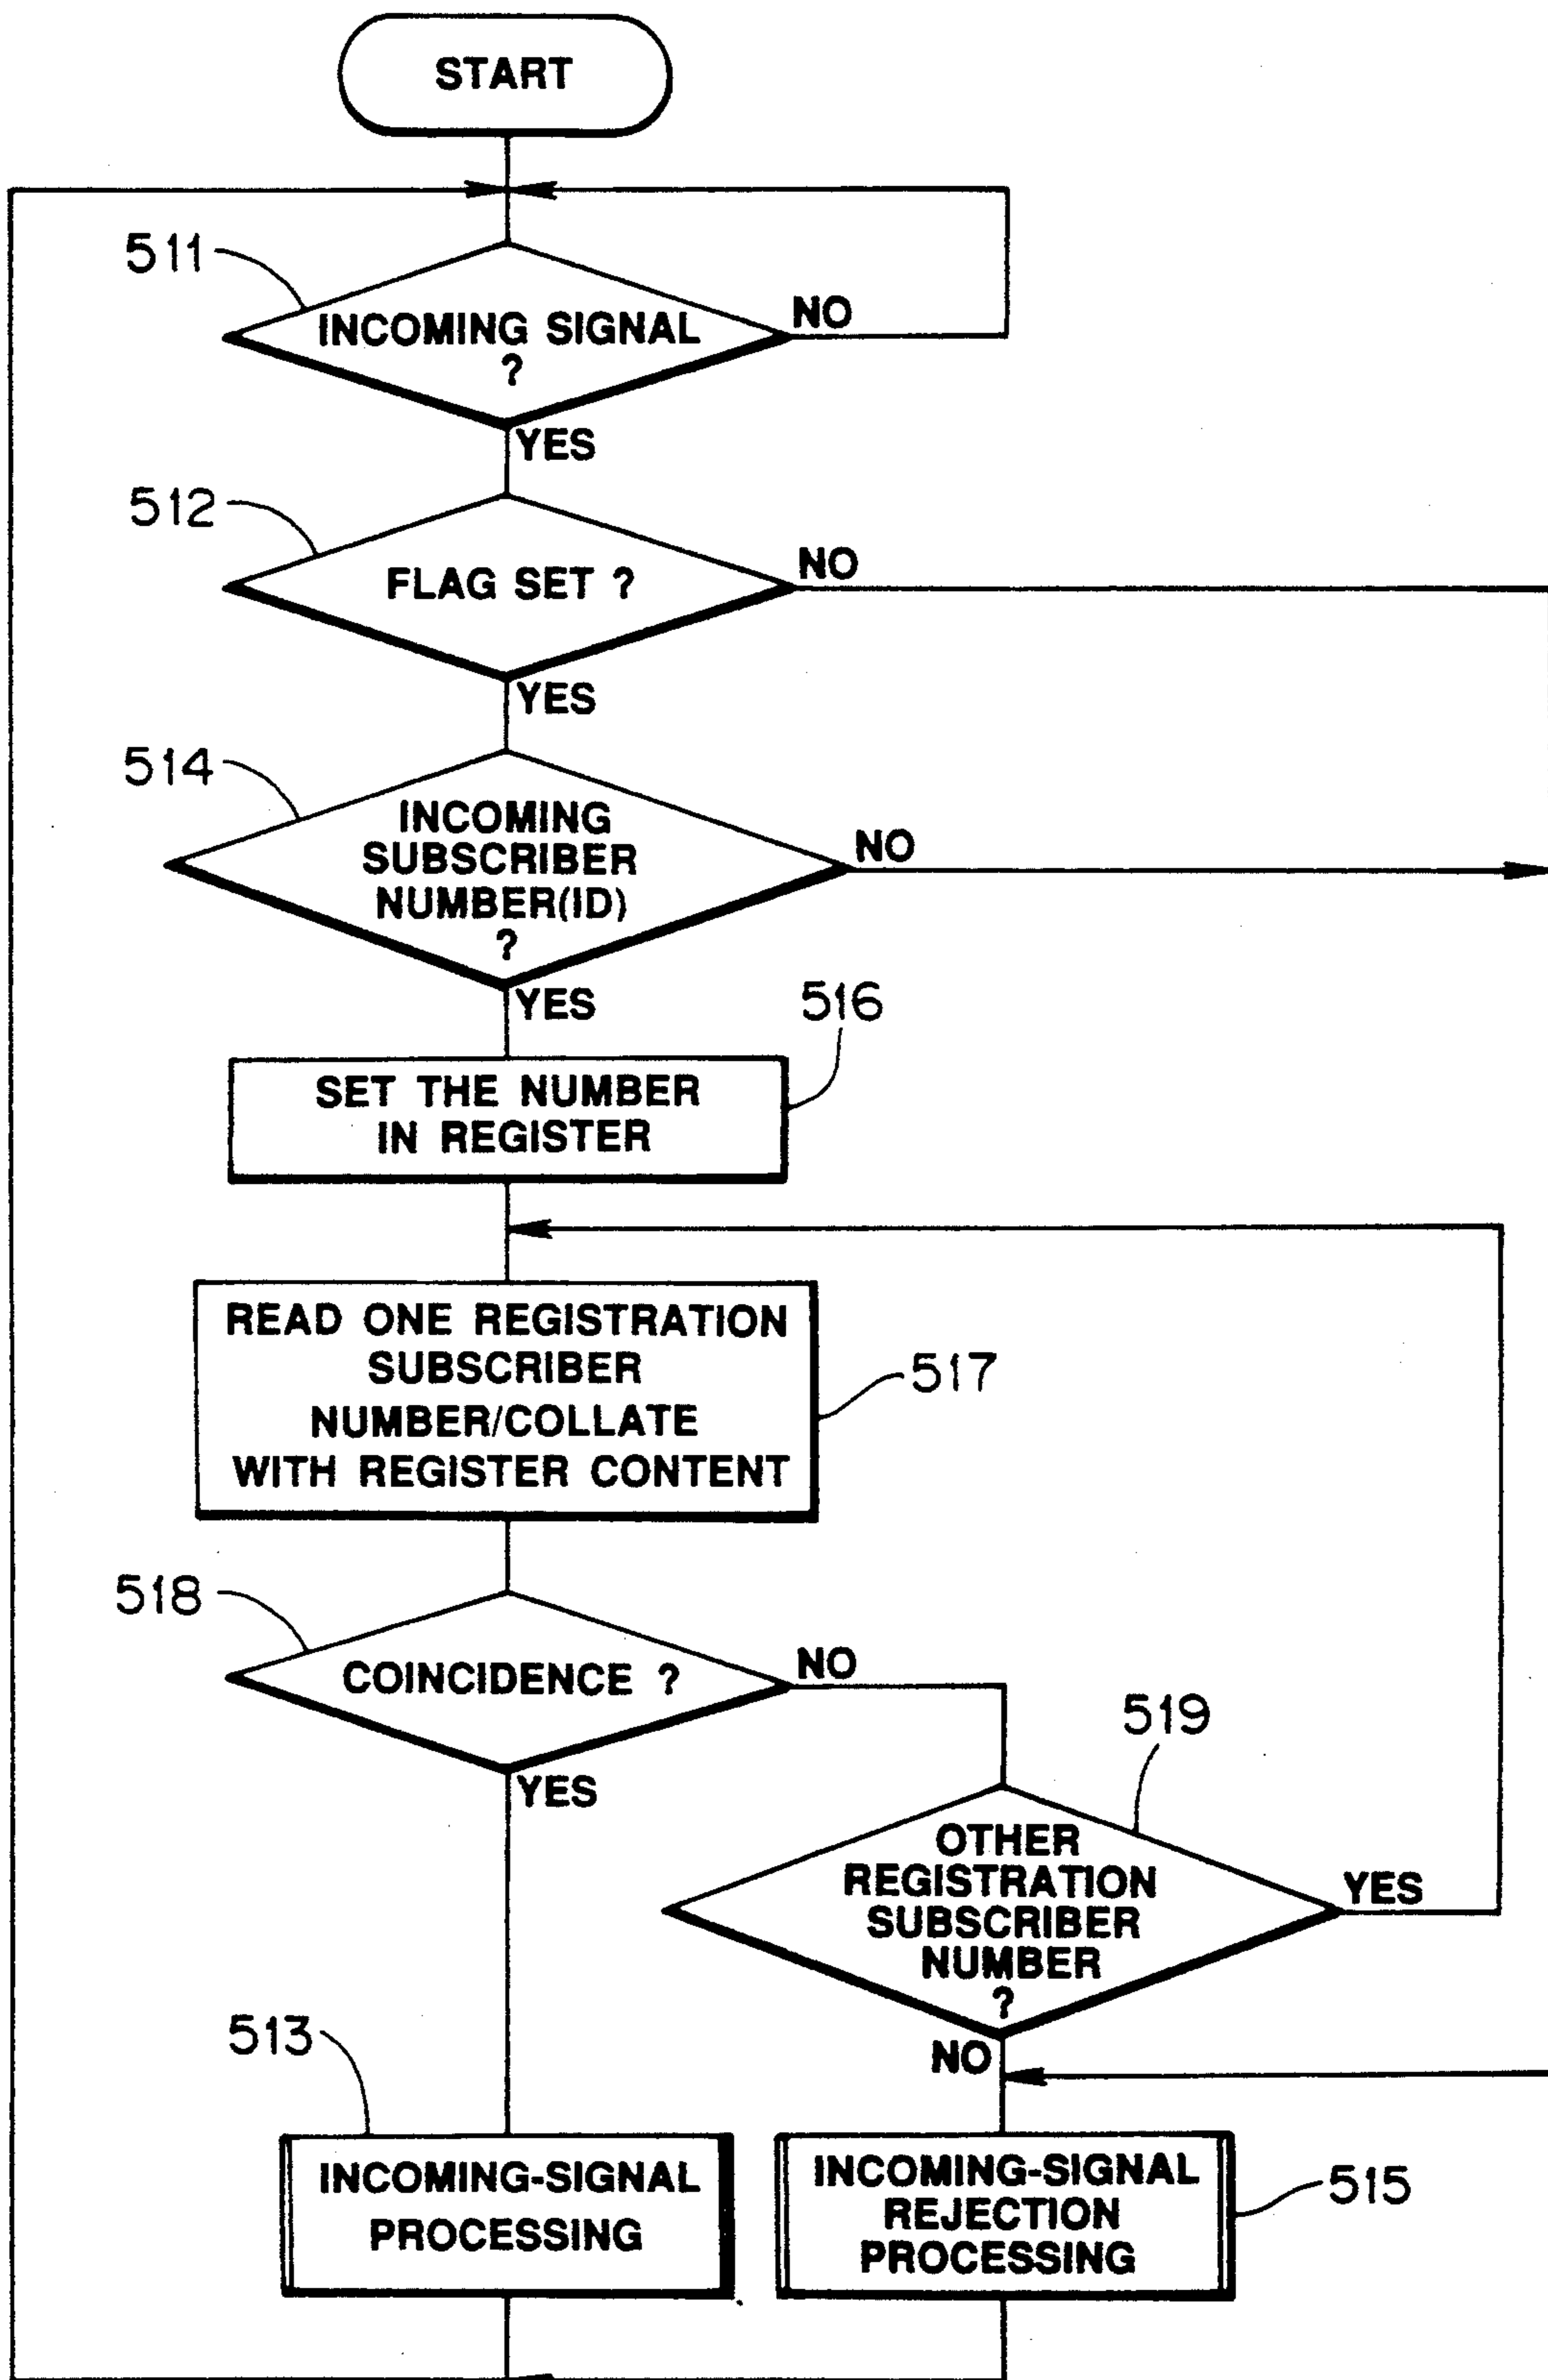 START
511
INCOMING SIGNAL
?
NO
YES
512
FLAG SET ?
NO
YES
514
INCOMING
SUBSCRIBER
NUMBER(ID)
?
NO
YES
516
SET THE NUMBER
IN REGISTER
READ ONE REGISTRATION
SUBSCRIBER
NUMBER/COLLATE
WITH REGISTER CONTENT
517
518
COINCIDENCE ?
NO
YES
519
OTHER
REGISTRATION
SUBSCRIBER
NUMBER
?
YES
NO
513
INCOMING-SIGNAL
PROCESSING
INCOMING-SIGNAL
REJECTION
PROCESSING
515